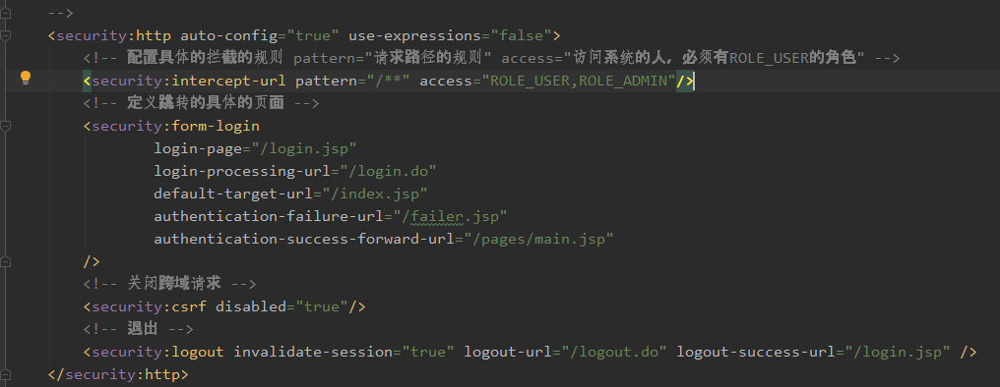 -->
<security:http auto-config="true" use-expressions="false">
<!-- 配置具体的拦截的规则 pattern="请求路径的规则" access="访问系统的人，必须有ROLE_USER的角色" -->
<security:intercept-url pattern="/**" access="ROLE_USER,ROLE_ADMIN"/>
<!-- 定义跳转的具体的页面 -->
<security:form-login
login-page="/login.jsp"
login-processing-url="/login.do"
default-target-url="/index.jsp"
authentication-failure-url="/failer.jsp"
authentication-success-forward-url="/pages/main.jsp"
/>
<!-- 关闭跨域请求 -->
<security:csrf disabled="true"/>
<!-- 退出 -->
<security:logout invalidate-session="true" logout-url="/logout.do" logout-success-url="/login.jsp" />
</security:http>